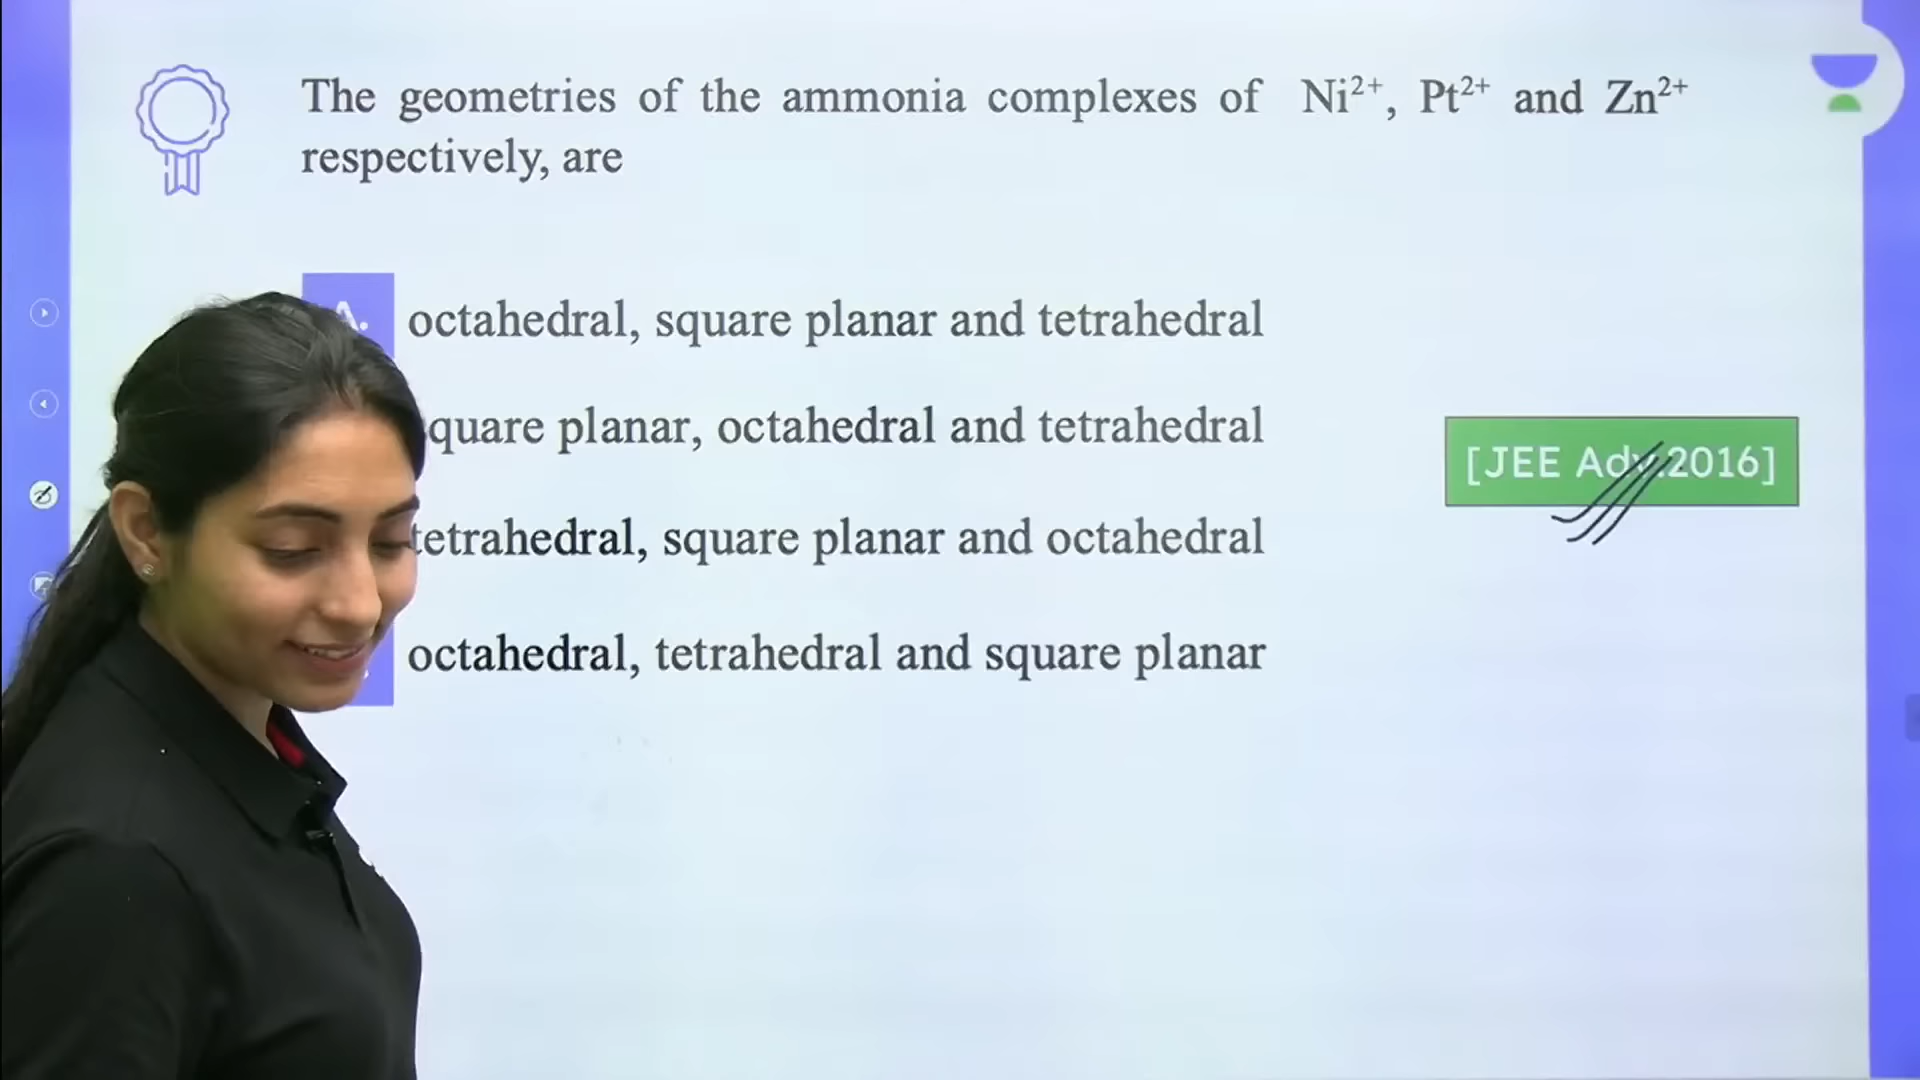 The geometries of the ammonia complexes of Ni²⁺, Pt²⁺ and Zn²⁺
respectively, are
A. octahedral, square planar and tetrahedral
quare planar, octahedral and tetrahedral
tetrahedral, square planar and octahedral
[JEE Adv.2016]
octahedral, tetrahedral and square planar